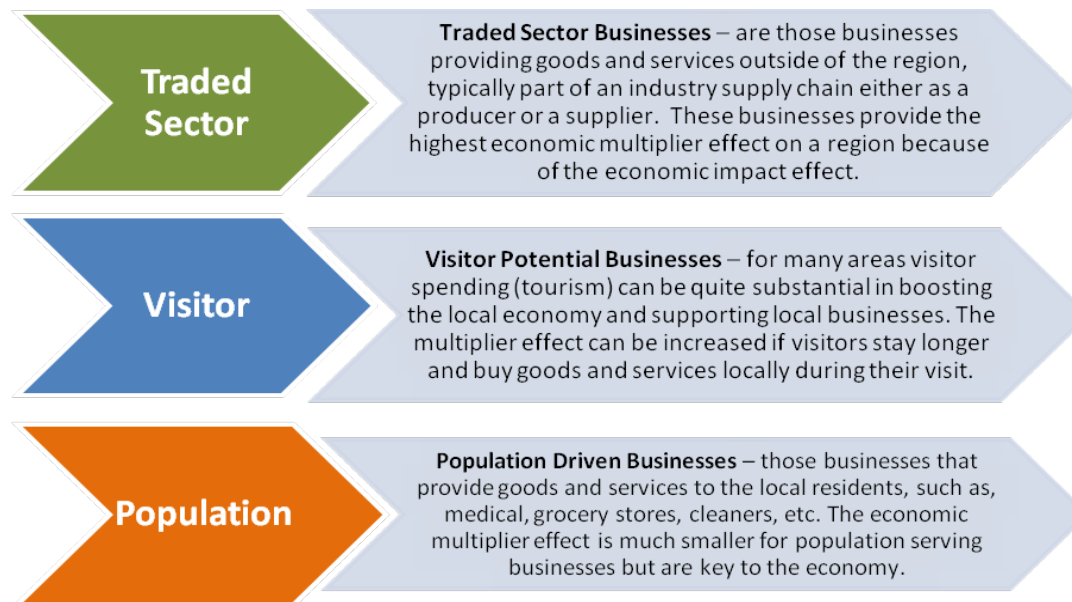 Traded
Sector
Traded Sector Businesses – are those businesses
providing goods and services outside of the region,
typically part of an industry supply chain either as a
producer or a supplier.  These businesses provide the
highest economic multiplier effect on a region because
of the economic impact effect.
Visitor
Visitor Potential Businesses – for many areas visitor
spending (tourism) can be quite substantial in boosting
the local economy and supporting local businesses. The
multiplier effect can be increased if visitors stay longer
and buy goods and services locally during their visit.
Population
Population Driven Businesses – those businesses that
provide goods and services to the local residents, such as,
medical, grocery stores, cleaners, etc. The economic
multiplier effect is much smaller for population serving
businesses but are key to the economy.